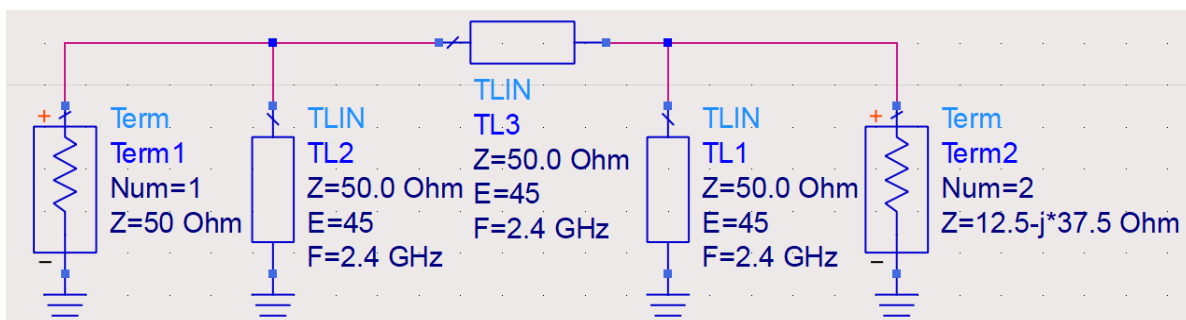 +
Term
Term1
Num=1
Z=50 Ohm
−
TLIN
TL2
Z=50.0 Ohm
E=45
F=2.4 GHz
TLIN
TL3
Z=50.0 Ohm
E=45
F=2.4 GHz
TLIN
TL1
Z=50.0 Ohm
E=45
F=2.4 GHz
+
Term
Term2
Num=2
Z=12.5-j*37.5 Ohm
−